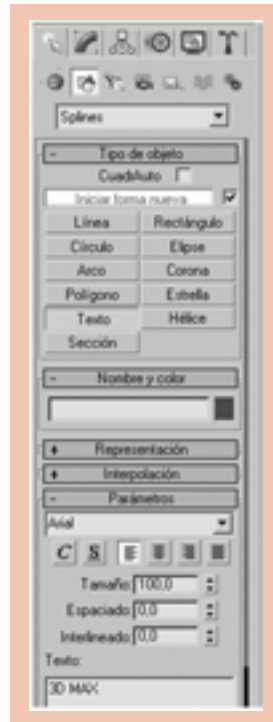 Splines
- Tipo de objeto
CuadrAuto
Iniciar forma nueva
Línea Rectángulo
Círculo Elipse
Arco Corona
Polígono Estrella
Texto Hélice
Sección
- Nombre y color
+ Representación
+ Interpolación
- Parámetros
Arial
C S
Tamaño: 100,0
Espaciado: 0,0
Interlineado: 0,0
Texto:
3D MAX